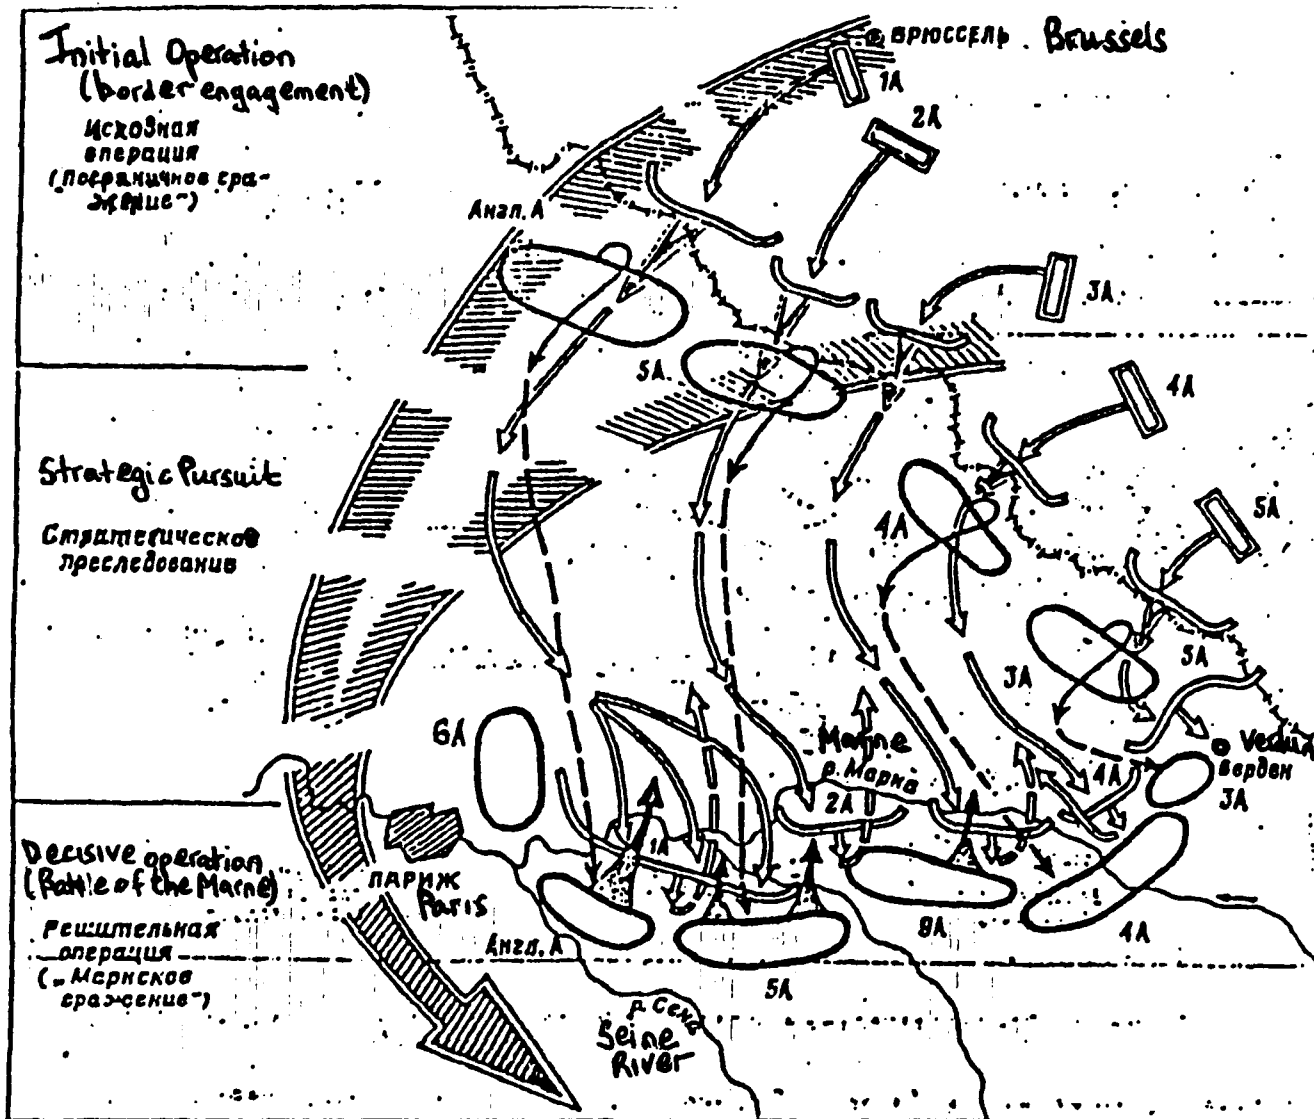 Initial Operation
(border engagement)
Исходная
операция
(„Пограничное сра-
жение“)
ВРЮССЕЛЬ. Brussels
1А
2А
Англ. А
3А
5А
4А
Strategic Pursuit
Стратегическое
преследование
4А
5А
3А
5А
6А
Marne
р. Марна
Verdun
Верден
3А
4А
2А
1А
Decisive operation
(Battle of the Marne)
Решительная
операция
(„Марнское
сражение“)
ПАРИЖ
Paris
Англ. А
5А
9А
4А
р. Сена
Seine
River